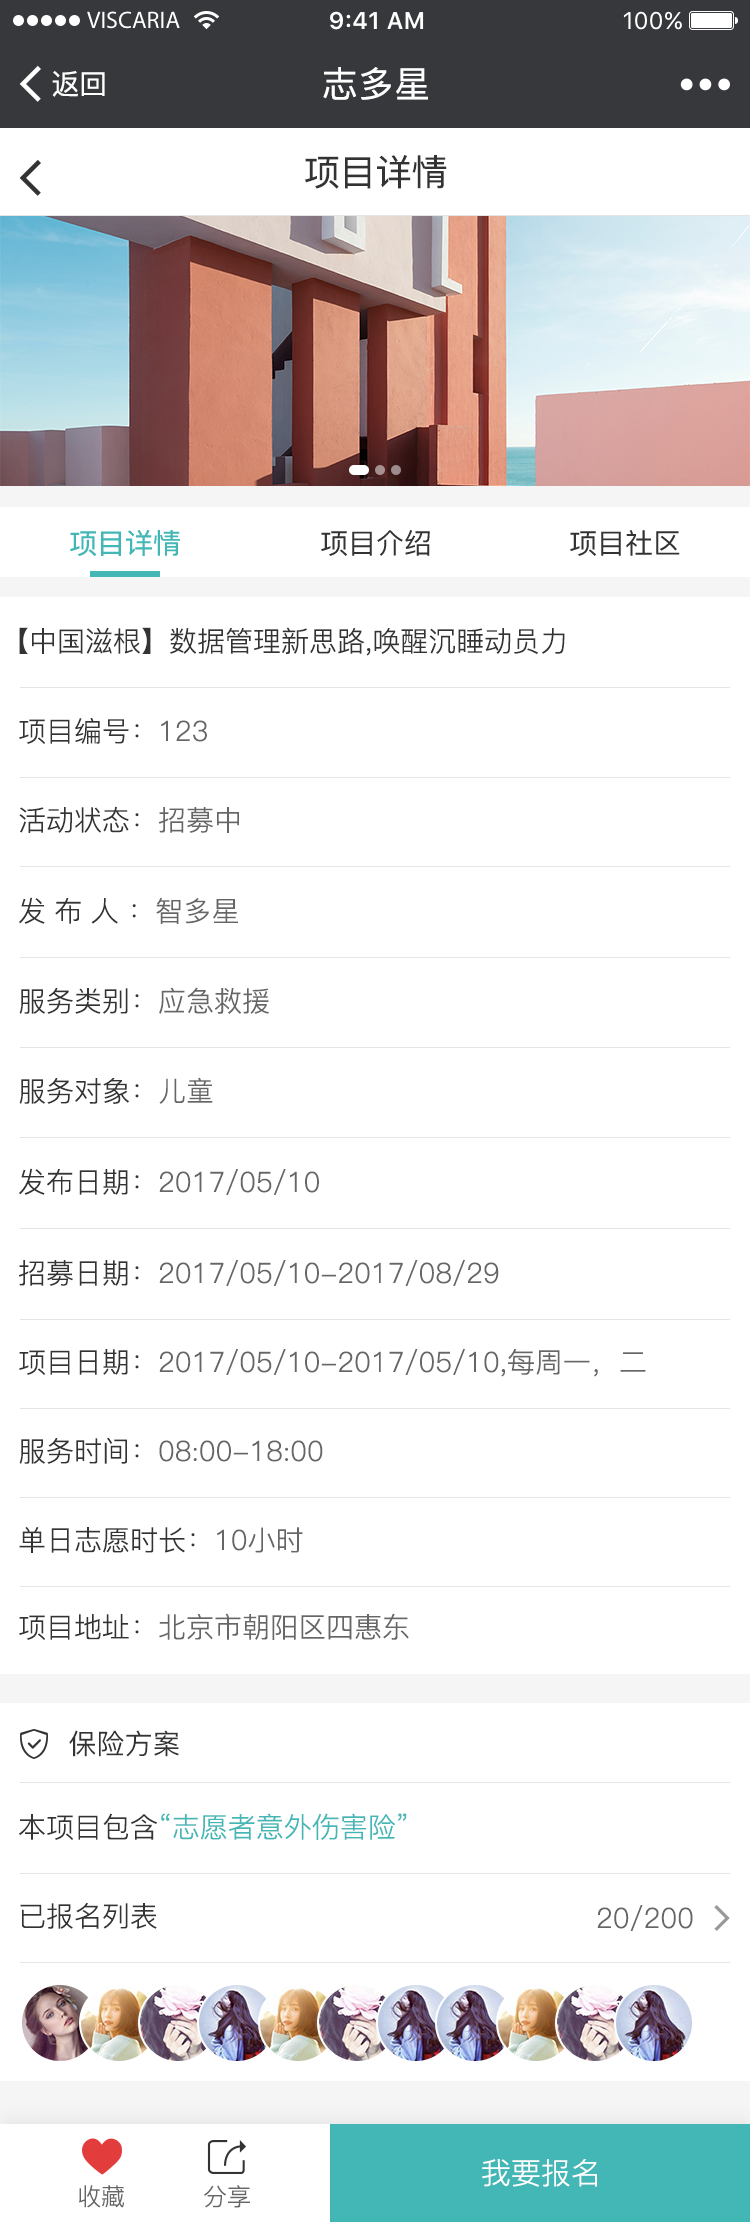 VISCARIA 9:41 AM 100%
返回 志多星
项目详情
项目详情 项目介绍 项目社区
【中国滋根】数据管理新思路,唤醒沉睡动员力
项目编号：123
活动状态：招募中
发 布 人 ：智多星
服务类别：应急救援
服务对象：儿童
发布日期：2017/05/10
招募日期：2017/05/10-2017/08/29
项目日期：2017/05/10-2017/05/10,每周一，二
服务时间：08:00-18:00
单日志愿时长：10小时
项目地址：北京市朝阳区四惠东
保险方案
本项目包含“志愿者意外伤害险”
已报名列表 20/200
收藏 分享 我要报名